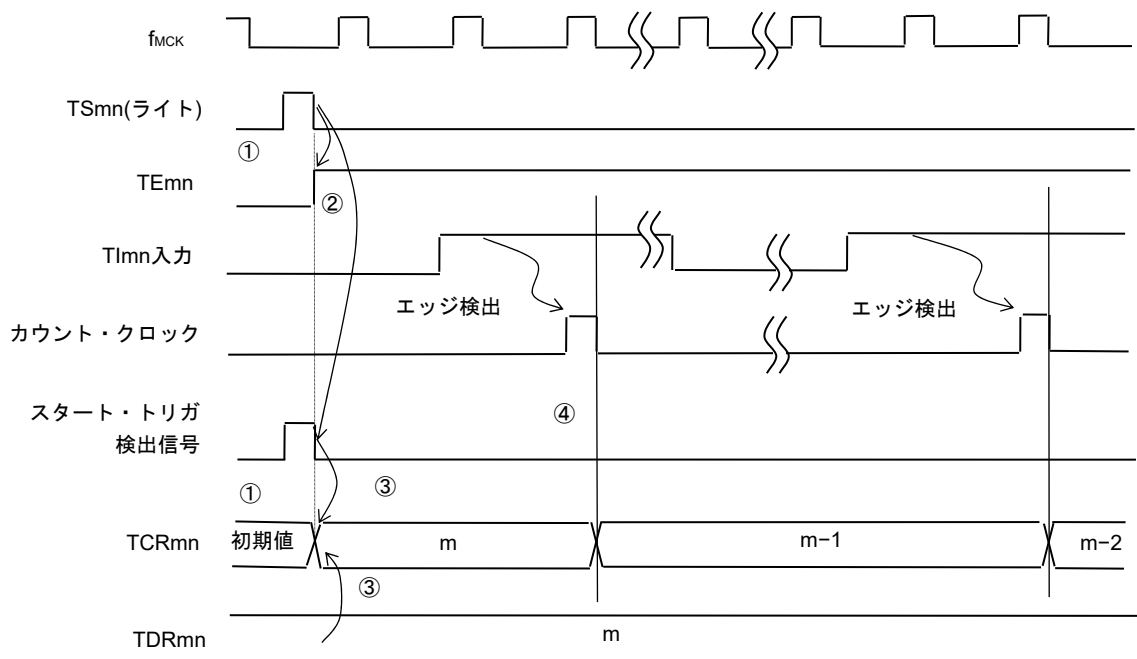 fMCK
TSmn(ライト)
①
TEmn
②
TImn入力
エッジ検出
エッジ検出
カウント・クロック
スタート・トリガ
検出信号
④
①
③
TCRmn
初期値
m
m−1
m−2
③
TDRmn
m